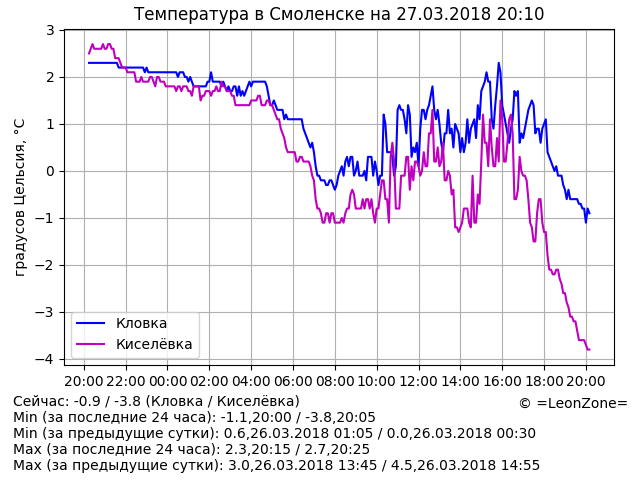 Температура в Смоленске на 27.03.2018 20:10
градусов Цельсия, °C
3
2
1
0
−1
−2
−3
−4
Кловка
Киселёвка
20:00 22:00 00:00 02:00 04:00 06:00 08:00 10:00 12:00 14:00 16:00 18:00 20:00
Сейчас: -0.9 / -3.8 (Кловка / Киселёвка)
© =LeonZone=
Min (за последние 24 часа): -1.1,20:00 / -3.8,20:05
Min (за предыдущие сутки): 0.6,26.03.2018 01:05 / 0.0,26.03.2018 00:30
Max (за последние 24 часа): 2.3,20:15 / 2.7,20:25
Max (за предыдущие сутки): 3.0,26.03.2018 13:45 / 4.5,26.03.2018 14:55